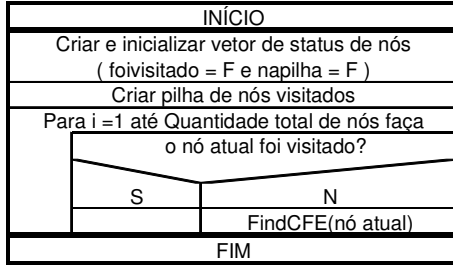 INÍCIO
Criar e inicializar vetor de status de nós
( foivisitado = F e napilha = F )
Criar pilha de nós visitados
Para i =1 até Quantidade total de nós faça
o nó atual foi visitado?
S N
FindCFE(nó atual)
FIM